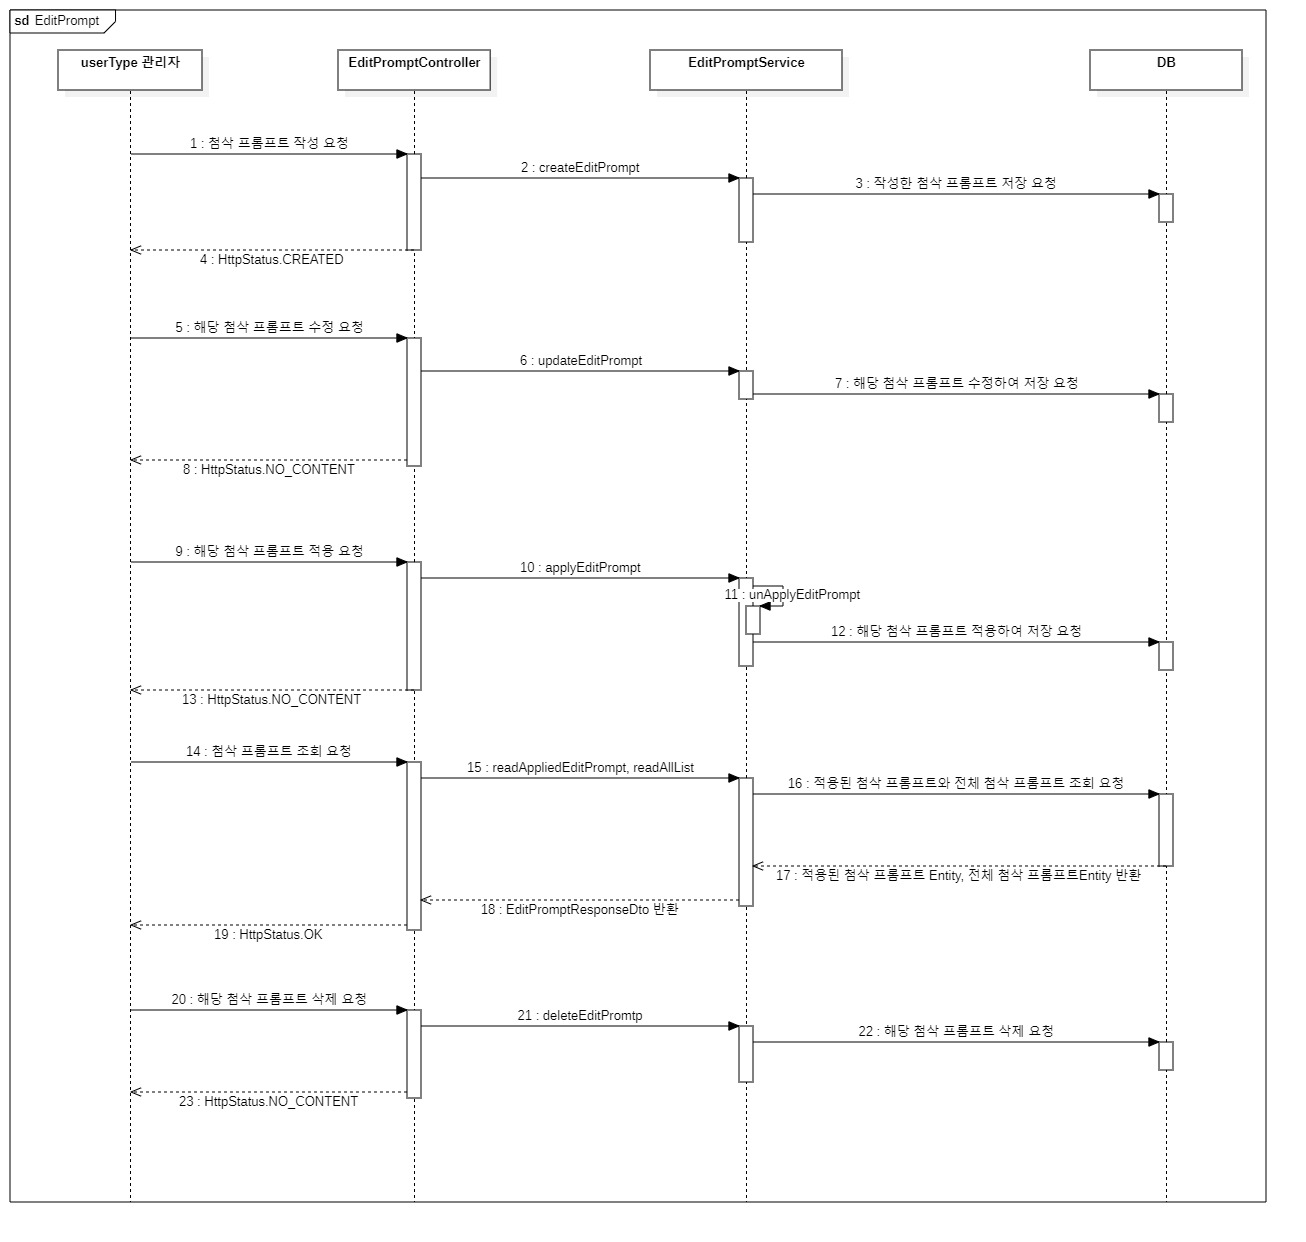 sd EditPrompt
userType 관리자
EditPromptController
EditPromptService
DB
1 : 첨삭 프롬프트 작성 요청
2 : createEditPrompt
3 : 작성한 첨삭 프롬프트 저장 요청
4 : HttpStatus.CREATED
5 : 해당 첨삭 프롬프트 수정 요청
6 : updateEditPrompt
7 : 해당 첨삭 프롬프트 수정하여 저장 요청
8 : HttpStatus.NO_CONTENT
9 : 해당 첨삭 프롬프트 적용 요청
10 : applyEditPrompt
11 : unApplyEditPrompt
12 : 해당 첨삭 프롬프트 적용하여 저장 요청
13 : HttpStatus.NO_CONTENT
14 : 첨삭 프롬프트 조회 요청
15 : readAppliedEditPrompt, readAllList
16 : 적용된 첨삭 프롬프트와 전체 첨삭 프롬프트 조회 요청
17 : 적용된 첨삭 프롬프트 Entity, 전체 첨삭 프롬프트Entity 반환
18 : EditPromptResponseDto 반환
19 : HttpStatus.OK
20 : 해당 첨삭 프롬프트 삭제 요청
21 : deleteEditPromtp
22 : 해당 첨삭 프롬프트 삭제 요청
23 : HttpStatus.NO_CONTENT